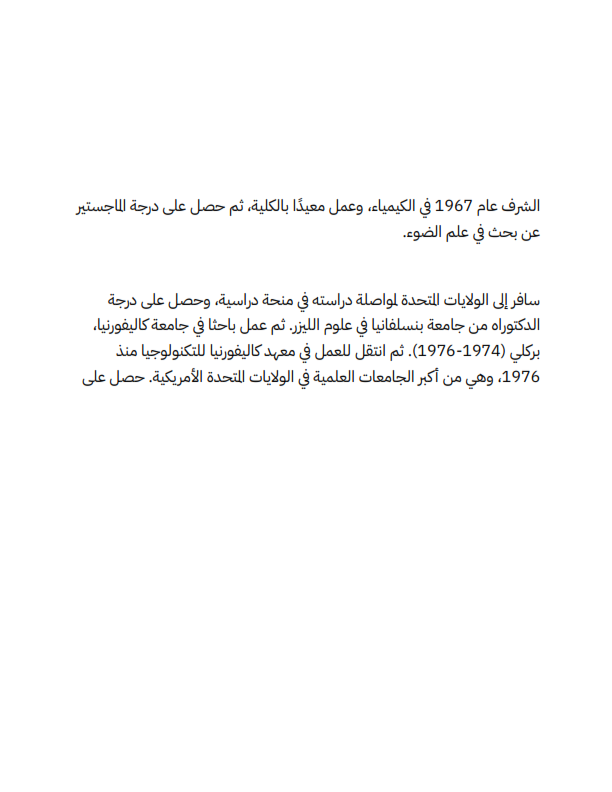 الشرف عام 1967 في الكيمياء، وعمل معيدًا بالكلية، ثم حصل على درجة الماجستير
عن بحث في علم الضوء.
سافر إلى الولايات المتحدة لمواصلة دراسته في منحة دراسية، وحصل على درجة
الدكتوراه من جامعة بنسلفانيا في علوم الليزر. ثم عمل باحثا في جامعة كاليفورنيا،
بركلي (1974-1976). ثم انتقل للعمل في معهد كاليفورنيا للتكنولوجيا منذ
1976، وهي من أكبر الجامعات العلمية في الولايات المتحدة الأمريكية. حصل على